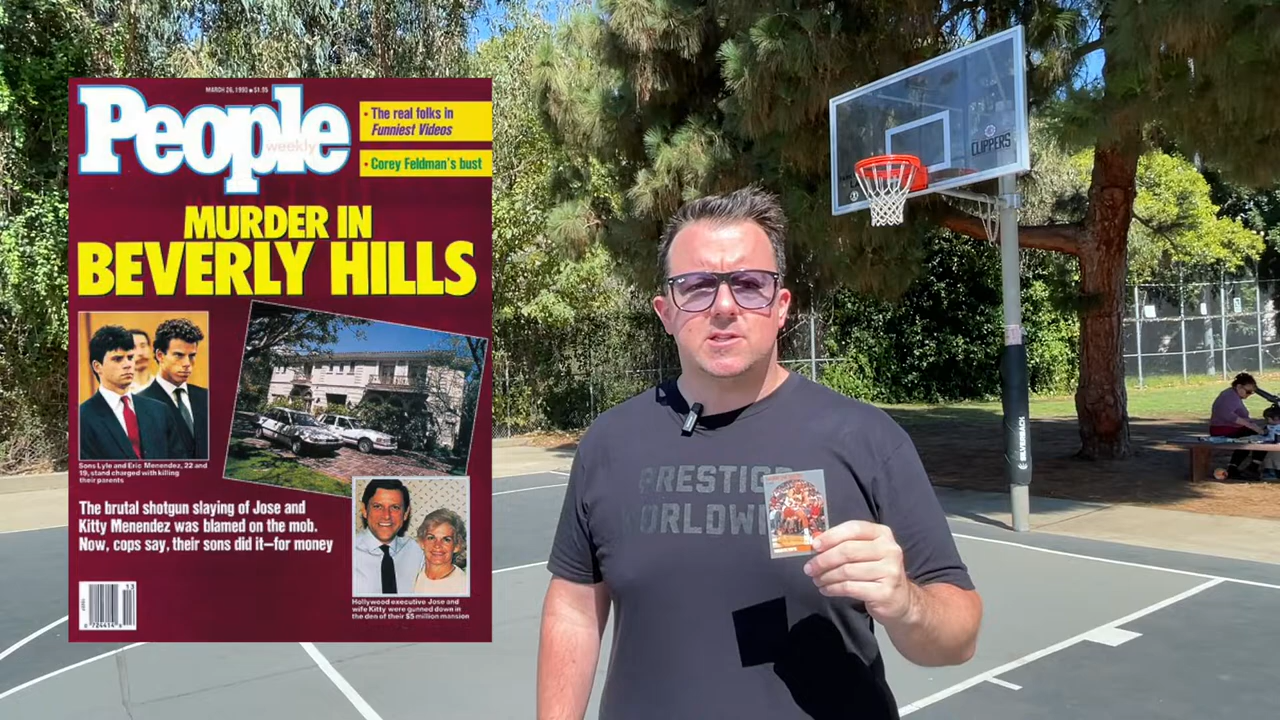 MARCH 26, 1990 ● $1.95
People
weekly
• The real folks in
Funniest Videos
• Corey Feldman's bust
MURDER IN
BEVERLY HILLS
Sons Lyle and Eric Menendez, 22 and
19, stand charged with killing
their parents
The brutal shotgun slaying of Jose and
Kitty Menendez was blamed on the mob.
Now, cops say, their sons did it—for money
Hollywood executive Jose and
wife Kitty were gunned down in
the den of their $5 million mansion
CLIPPERS
PRESTIGE
WORLDWI
SILVERBACK